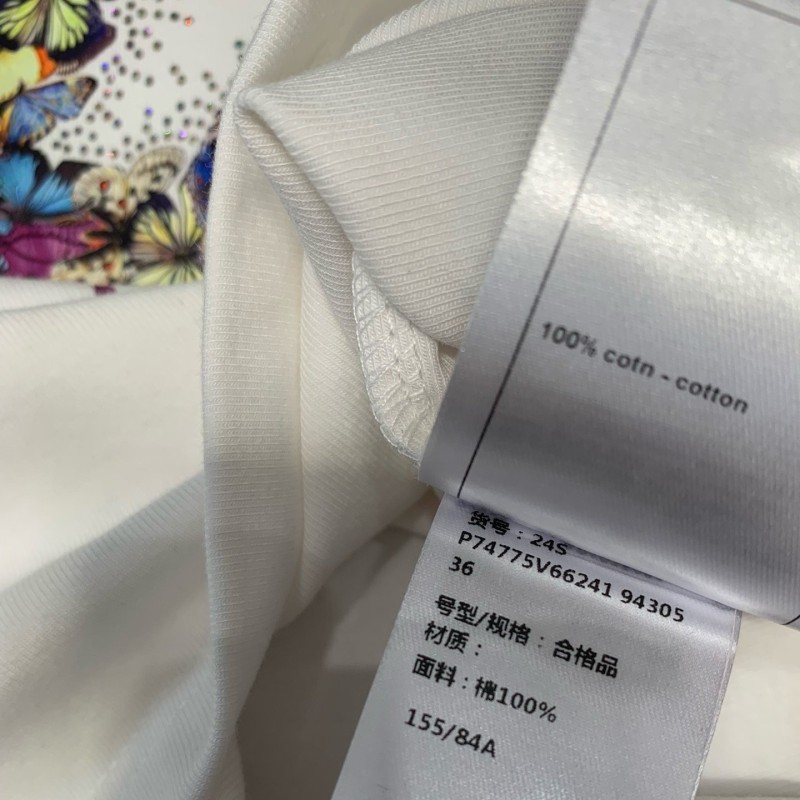 100% cotn - cotton
货号：24S
P74775V66241 94305
36
号型/规格：合格品
材质：
面料：棉100%
155/84A